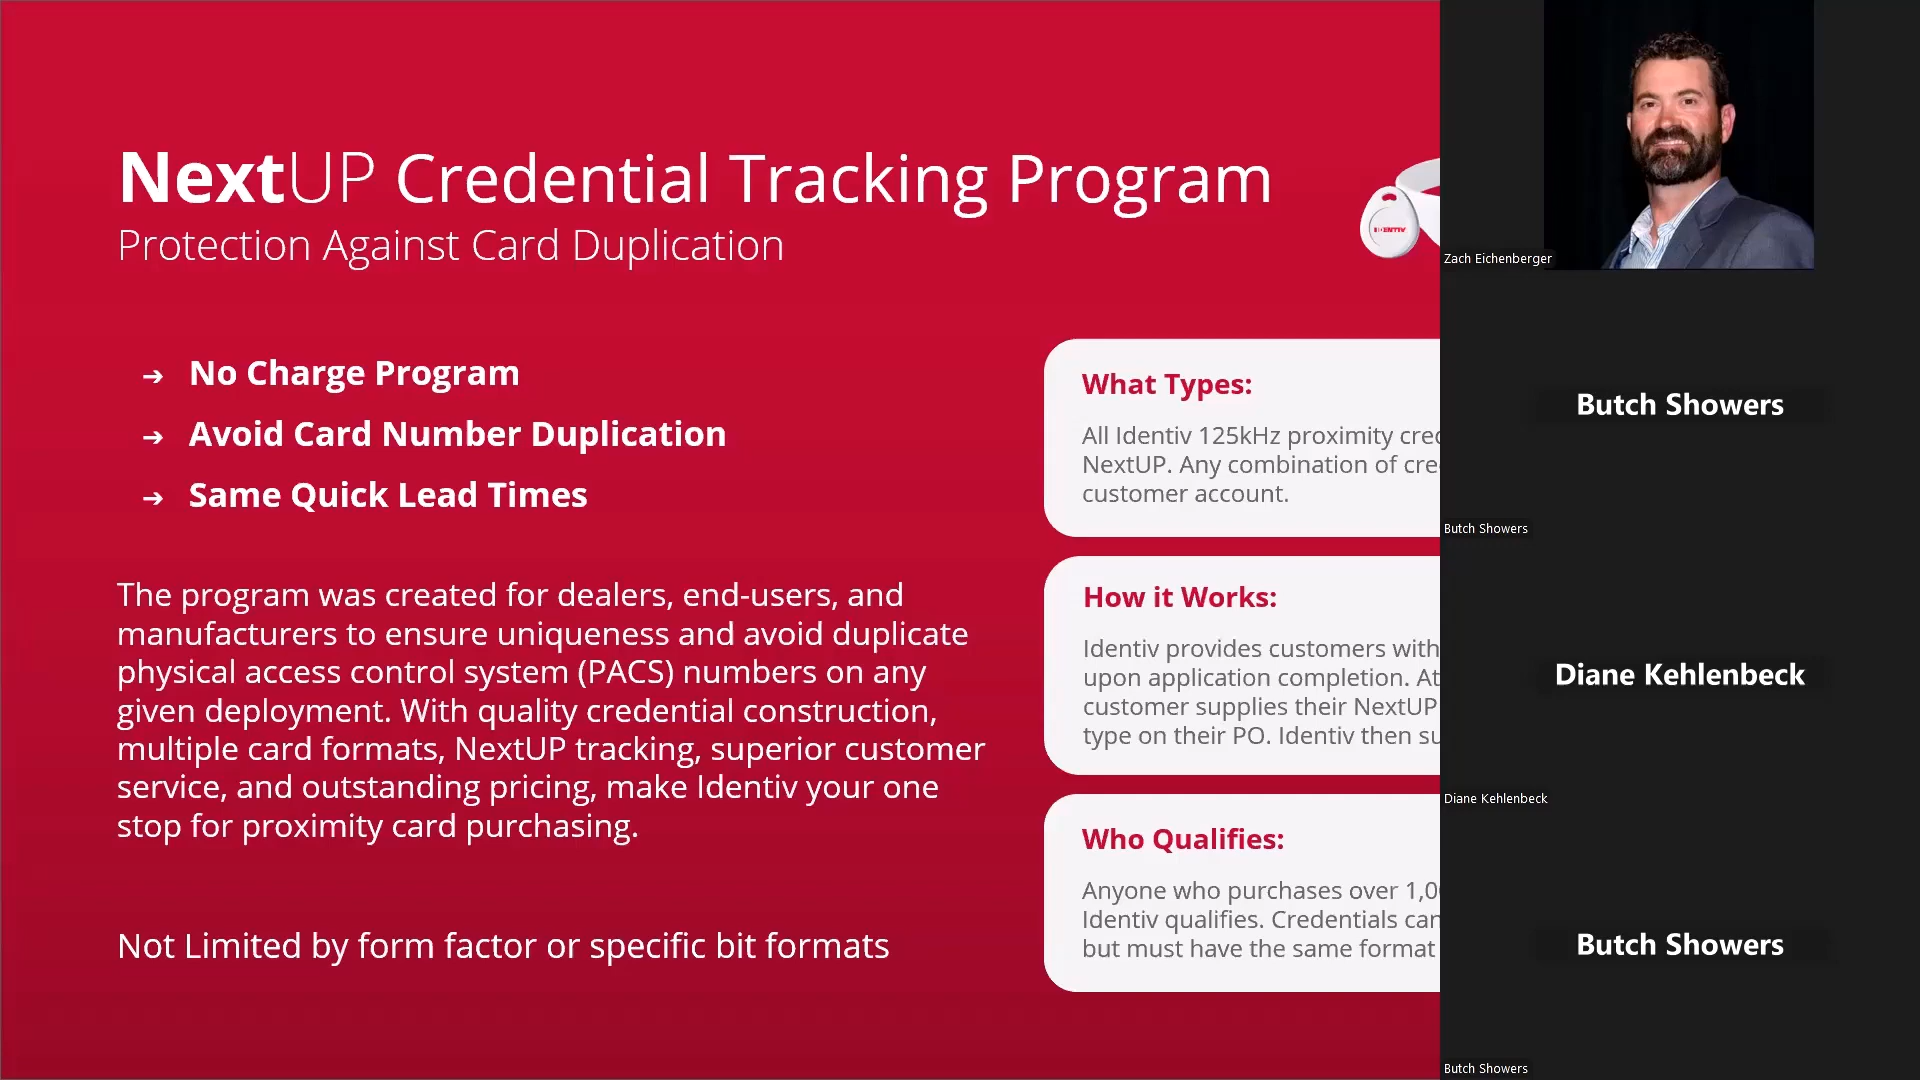 NextUP Credential Tracking Program
Protection Against Card Duplication
IDENTIV
➔ No Charge Program
➔ Avoid Card Number Duplication
➔ Same Quick Lead Times
The program was created for dealers, end-users, and
manufacturers to ensure uniqueness and avoid duplicate
physical access control system (PACS) numbers on any
given deployment. With quality credential construction,
multiple card formats, NextUP tracking, superior customer
service, and outstanding pricing, make Identiv your one
stop for proximity card purchasing.
Not Limited by form factor or specific bit formats
What Types:
All Identiv 125kHz proximity
NextUP. Any combination of
customer account.
How it Works:
Identiv provides customers with
upon application completion. At
customer supplies their NextUP
type on their PO. Identiv then
Who Qualifies:
Anyone who purchases over
Identiv qualifies. Credentials can
but must have the same format
Zach Eichenberger
Butch Showers
Butch Showers
Diane Kehlenbeck
Diane Kehlenbeck
Butch Showers
Butch Showers